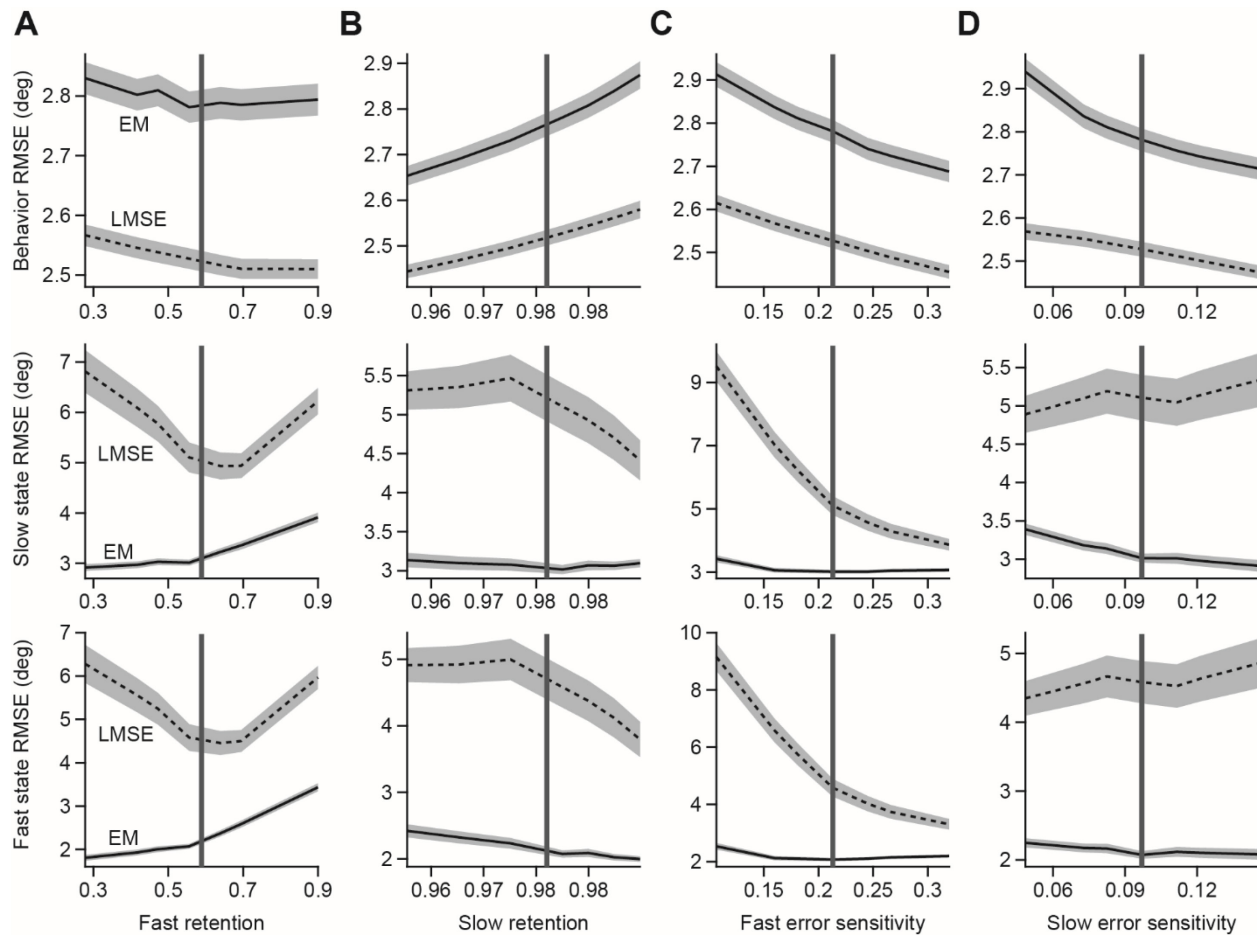 A
B
C
D
Behavior RMSE (deg)
2.8
2.7
2.6
2.5
EM
LMSE
0.3 0.5 0.7 0.9
2.9
2.8
2.7
2.6
2.5
0.96 0.97 0.98 0.98
2.9
2.8
2.7
2.6
2.5
0.15 0.2 0.25 0.3
2.9
2.8
2.7
2.6
2.5
0.06 0.09 0.12
Slow state RMSE (deg)
7
6
5
4
3
LMSE
EM
0.3 0.5 0.7 0.9
5.5
5
4.5
4
3.5
3
0.96 0.97 0.98 0.98
9
7
5
3
0.15 0.2 0.25 0.3
5.5
5
4.5
4
3.5
3
0.06 0.09 0.12
Fast state RMSE (deg)
7
6
5
4
3
2
LMSE
EM
0.3 0.5 0.7 0.9
Fast retention
5
4
3
2
0.96 0.97 0.98 0.98
Slow retention
10
8
6
4
2
0.15 0.2 0.25 0.3
Fast error sensitivity
5
4
3
2
0.06 0.09 0.12
Slow error sensitivity